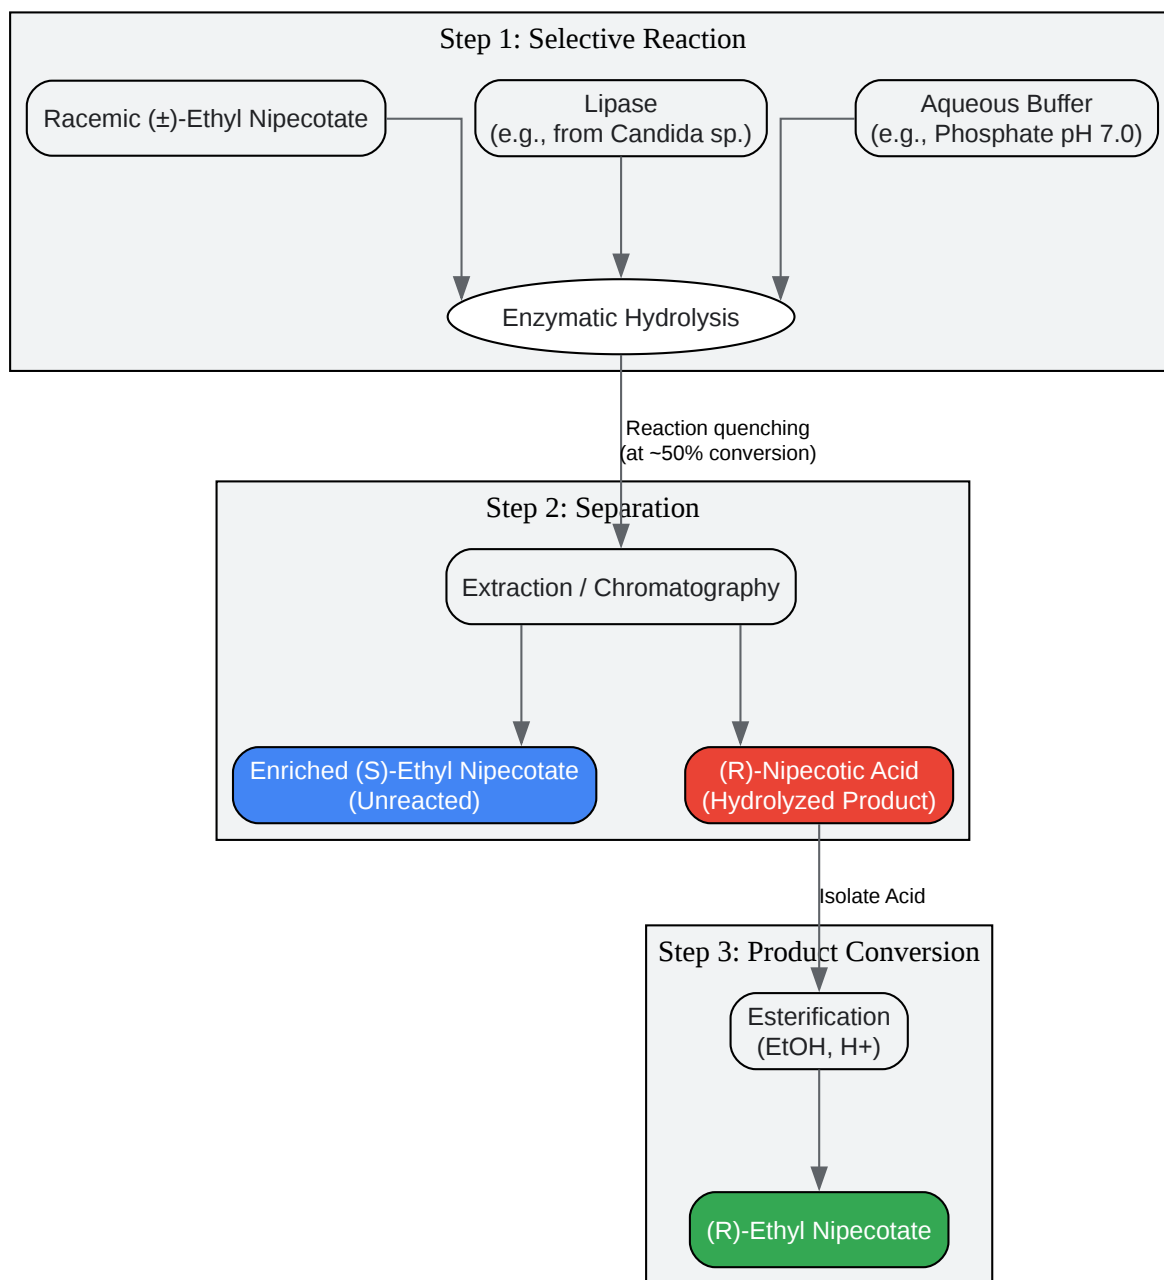 Step 1: Selective Reaction
Racemic (±)-Ethyl Nipecotate
Lipase
(e.g., from Candida sp.)
Aqueous Buffer
(e.g., Phosphate pH 7.0)
Enzymatic Hydrolysis
Reaction quenching
(at ~50% conversion)
Step 2: Separation
Extraction / Chromatography
Enriched (S)-Ethyl Nipecotate
(Unreacted)
(R)-Nipecotic Acid
(Hydrolyzed Product)
Isolate Acid
Step 3: Product Conversion
Esterification
(EtOH, H+)
(R)-Ethyl Nipecotate